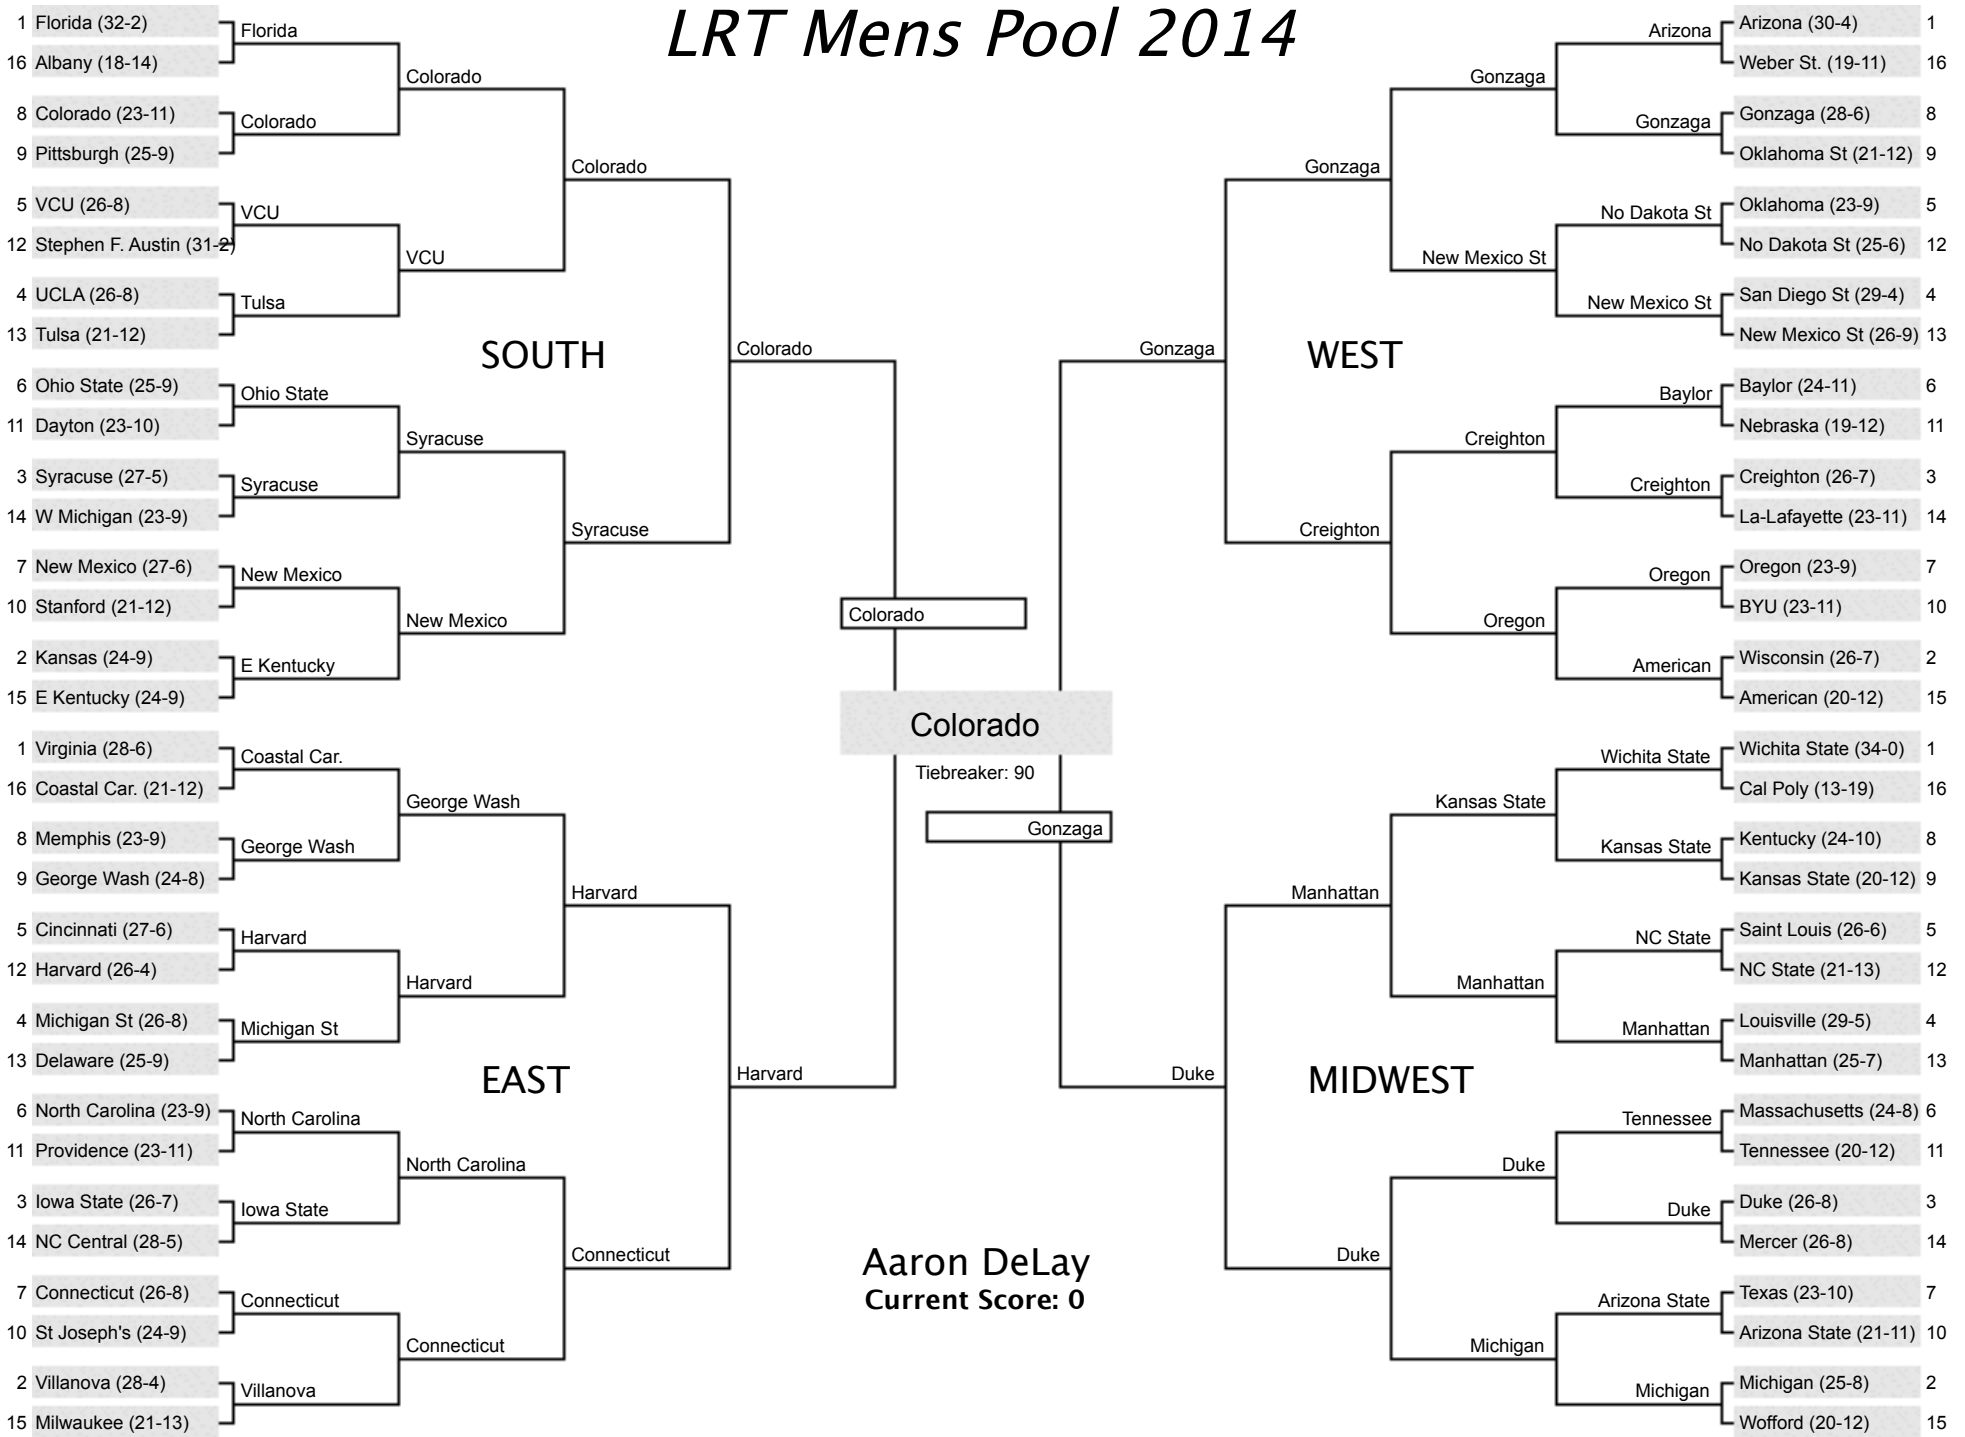 LRT Mens Pool 2014
1 Florida (32-2)
16 Albany (18-14)
8 Colorado (23-11)
9 Pittsburgh (25-9)
5 VCU (26-8)
12 Stephen F. Austin (31-2)
4 UCLA (26-8)
13 Tulsa (21-12)
6 Ohio State (25-9)
11 Dayton (23-10)
3 Syracuse (27-5)
14 W Michigan (23-9)
7 New Mexico (27-6)
10 Stanford (21-12)
2 Kansas (24-9)
15 E Kentucky (24-9)
Florida
Colorado
VCU
Tulsa
Ohio State
Syracuse
New Mexico
E Kentucky
Colorado
VCU
Syracuse
New Mexico
Colorado
Syracuse
SOUTH
Colorado
1 Virginia (28-6)
16 Coastal Car. (21-12)
8 Memphis (23-9)
9 George Wash (24-8)
5 Cincinnati (27-6)
12 Harvard (26-4)
4 Michigan St (26-8)
13 Delaware (25-9)
6 North Carolina (23-9)
11 Providence (23-11)
3 Iowa State (26-7)
14 NC Central (28-5)
7 Connecticut (26-8)
10 St Joseph's (24-9)
2 Villanova (28-4)
15 Milwaukee (21-13)
Coastal Car.
George Wash
Harvard
Michigan St
North Carolina
Iowa State
Connecticut
Villanova
George Wash
Harvard
North Carolina
Connecticut
Harvard
Connecticut
EAST
Harvard
Colorado
Colorado
Tiebreaker: 90
Gonzaga
Aaron DeLay
Current Score: 0
Arizona (30-4) 1
Weber St. (19-11) 16
Gonzaga (28-6) 8
Oklahoma St (21-12) 9
Oklahoma (23-9) 5
No Dakota St (25-6) 12
San Diego St (29-4) 4
New Mexico St (26-9) 13
Baylor (24-11) 6
Nebraska (19-12) 11
Creighton (26-7) 3
La-Lafayette (23-11) 14
Oregon (23-9) 7
BYU (23-11) 10
Wisconsin (26-7) 2
American (20-12) 15
Arizona
Gonzaga
No Dakota St
New Mexico St
Baylor
Creighton
Oregon
American
Gonzaga
New Mexico St
Creighton
Oregon
Gonzaga
Creighton
WEST
Gonzaga
Wichita State (34-0) 1
Cal Poly (13-19) 16
Kentucky (24-10) 8
Kansas State (20-12) 9
Saint Louis (26-6) 5
NC State (21-13) 12
Louisville (29-5) 4
Manhattan (25-7) 13
Massachusetts (24-8) 6
Tennessee (20-12) 11
Duke (26-8) 3
Mercer (26-8) 14
Texas (23-10) 7
Arizona State (21-11) 10
Michigan (25-8) 2
Wofford (20-12) 15
Wichita State
Kansas State
NC State
Manhattan
Tennessee
Duke
Arizona State
Michigan
Kansas State
Manhattan
Duke
Michigan
Manhattan
Duke
MIDWEST
Duke